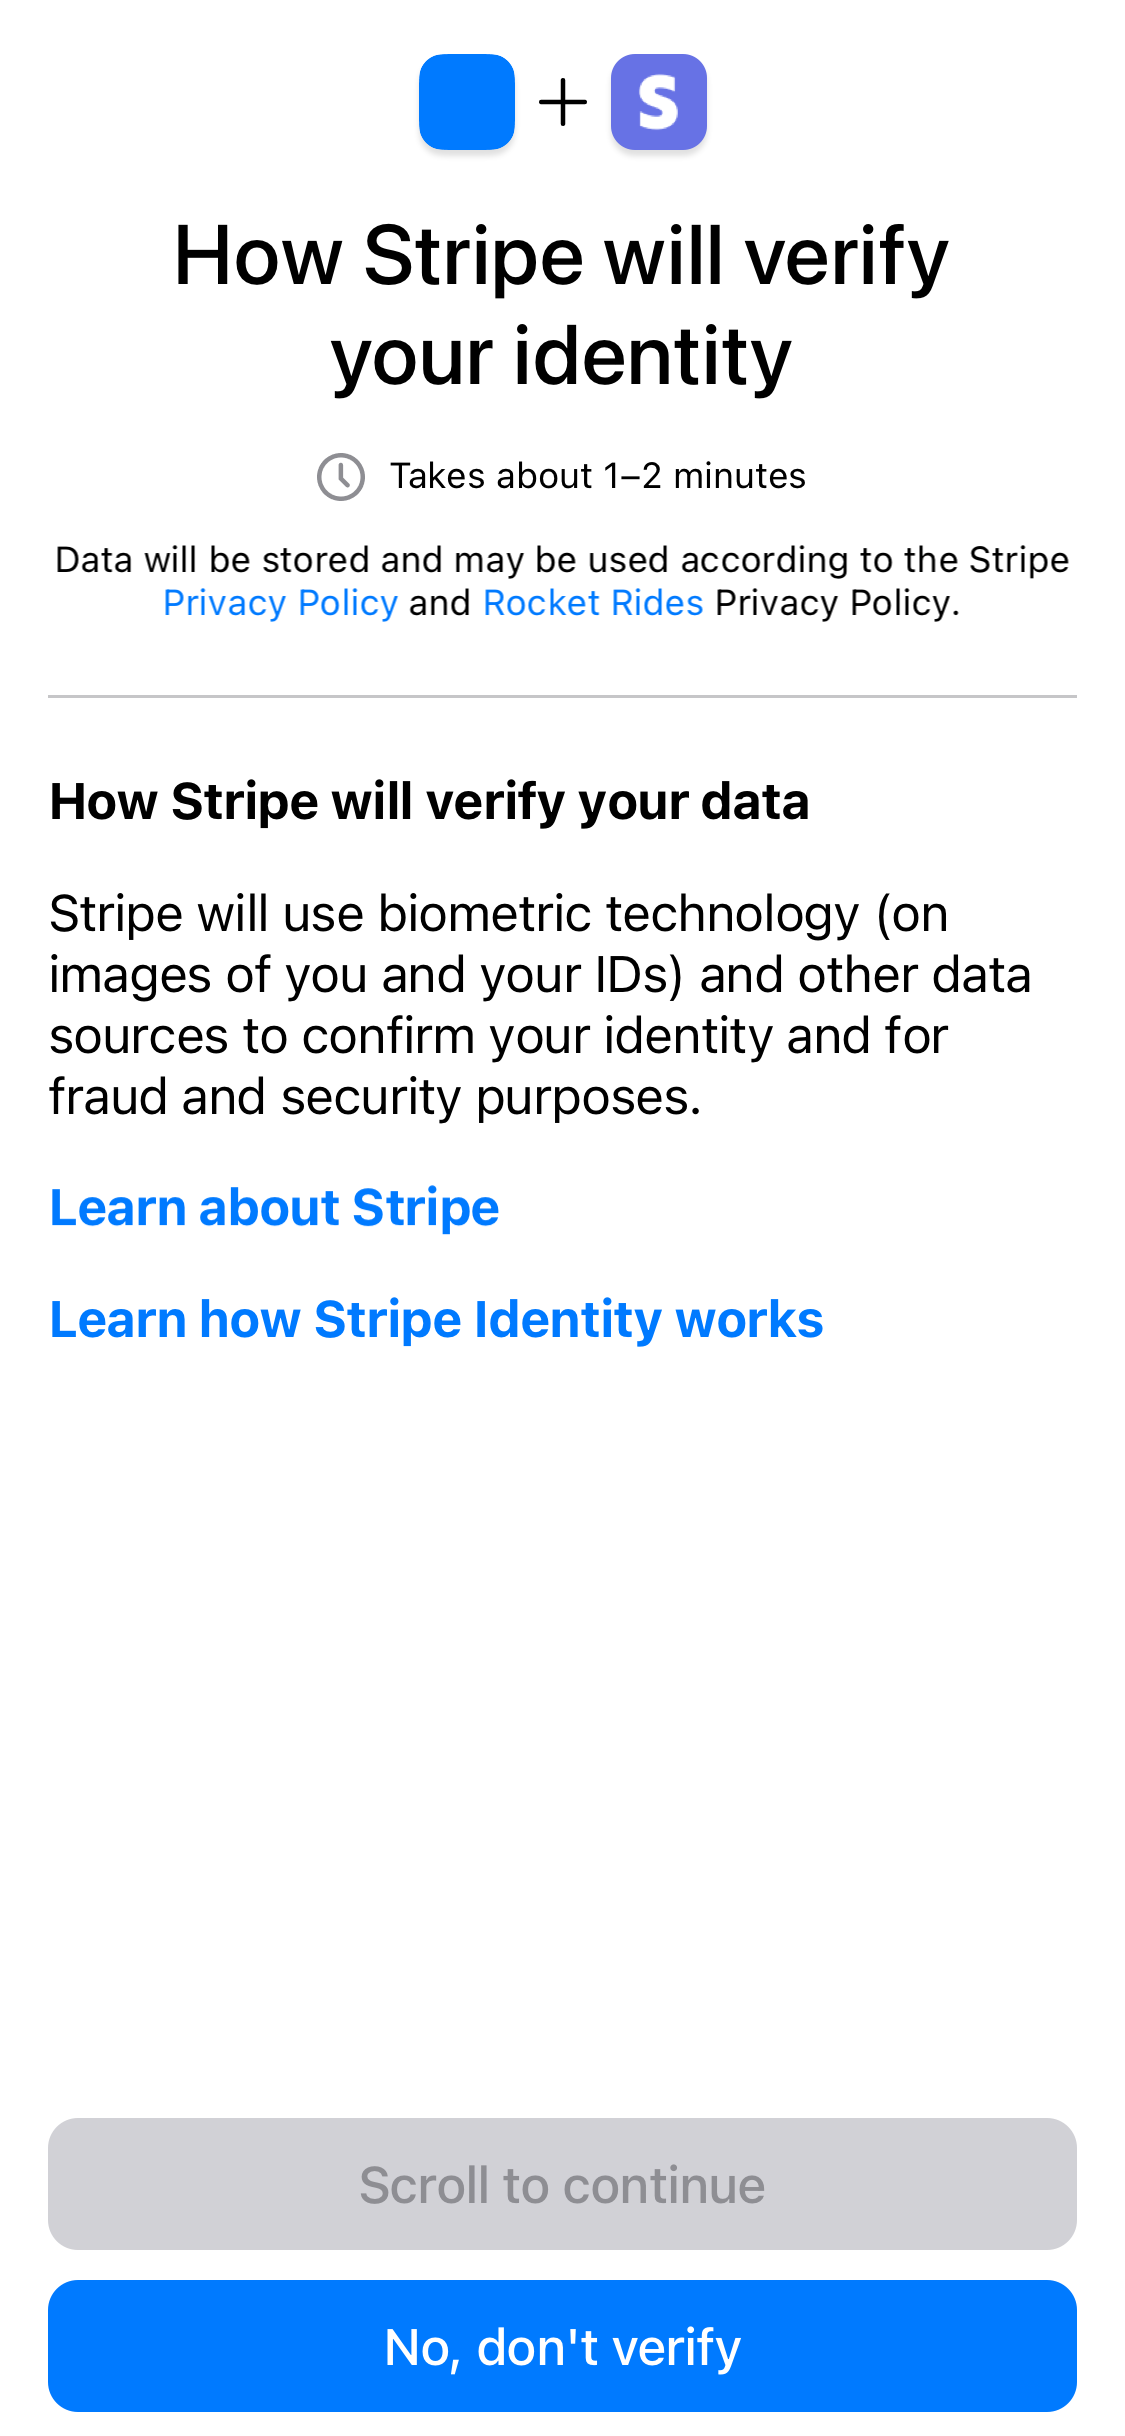 S
How Stripe will verify
your identity
Takes about 1–2 minutes
Data will be stored and may be used according to the Stripe
Privacy Policy and Rocket Rides Privacy Policy.
How Stripe will verify your data
Stripe will use biometric technology (on
images of you and your IDs) and other data
sources to confirm your identity and for
fraud and security purposes.
Learn about Stripe
Learn how Stripe Identity works
Scroll to continue
No, don't verify